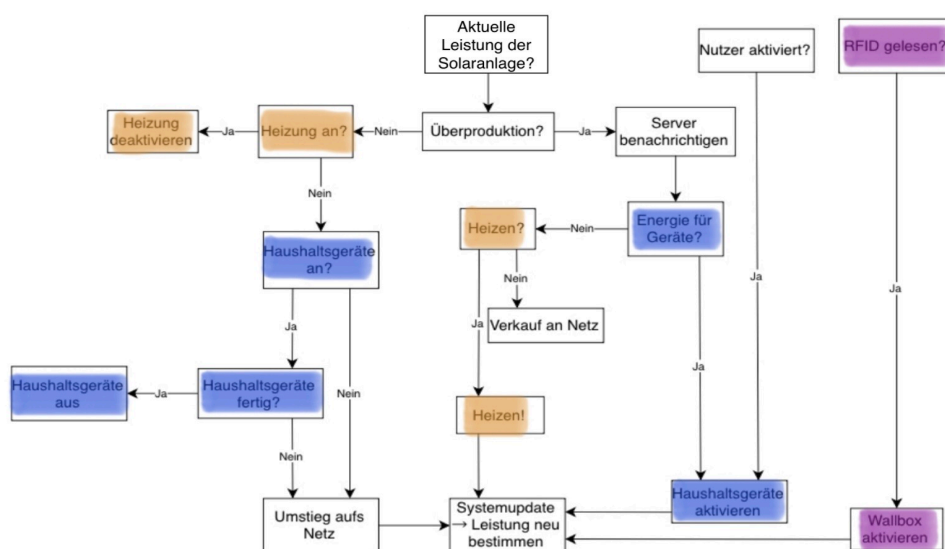 Aktuelle
Leistung der
Solaranlage?
Nutzer aktiviert?
RFID gelesen?
Heizung
deaktivieren
Ja
Heizung an?
Nein
Überproduktion?
Ja
Server
benachrichtigen
Nein
Heizen?
Nein
Energie für
Geräte?
Haushaltsgeräte
an?
Nein
Ja
Ja
Verkauf an Netz
Ja
Ja
Ja
Nein
Haushaltsgeräte
aus
Ja
Haushaltsgeräte
fertig?
Heizen!
Nein
Umstieg aufs
Netz
Systemupdate
→ Leistung neu
bestimmen
Haushaltsgeräte
aktivieren
Wallbox
aktivieren